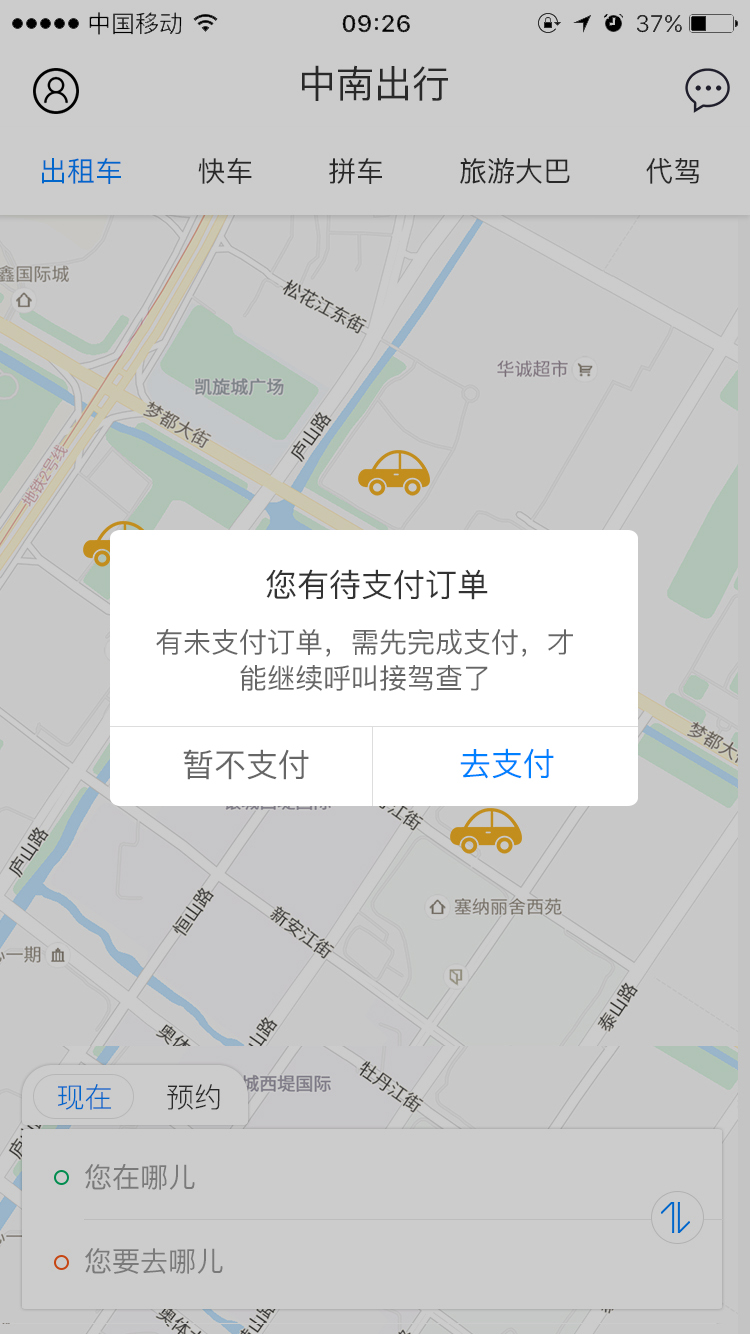 中国移动
09:26
37%
中南出行
出租车
快车
拼车
旅游大巴
代驾
鑫国际城
松花江东街
华诚超市
凯旋城广场
梦都大街
庐山路
地铁2号线
您有待支付订单
有未支付订单，需先完成支付，才
能继续呼叫接驾查了
暂不支付
去支付
梦都大
江街
庐山路
恒山路
新安江街
塞纳丽舍西苑
心一期
泰山路
奥体
山路
城西堤国际
牡丹江街
现在
预约
您在哪儿
您要去哪儿
奥体大